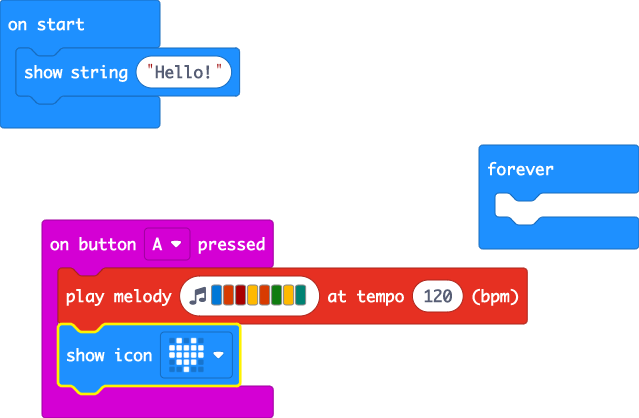 on start
show string "Hello!"
forever
on button A pressed
play melody at tempo 120 (bpm)
show icon